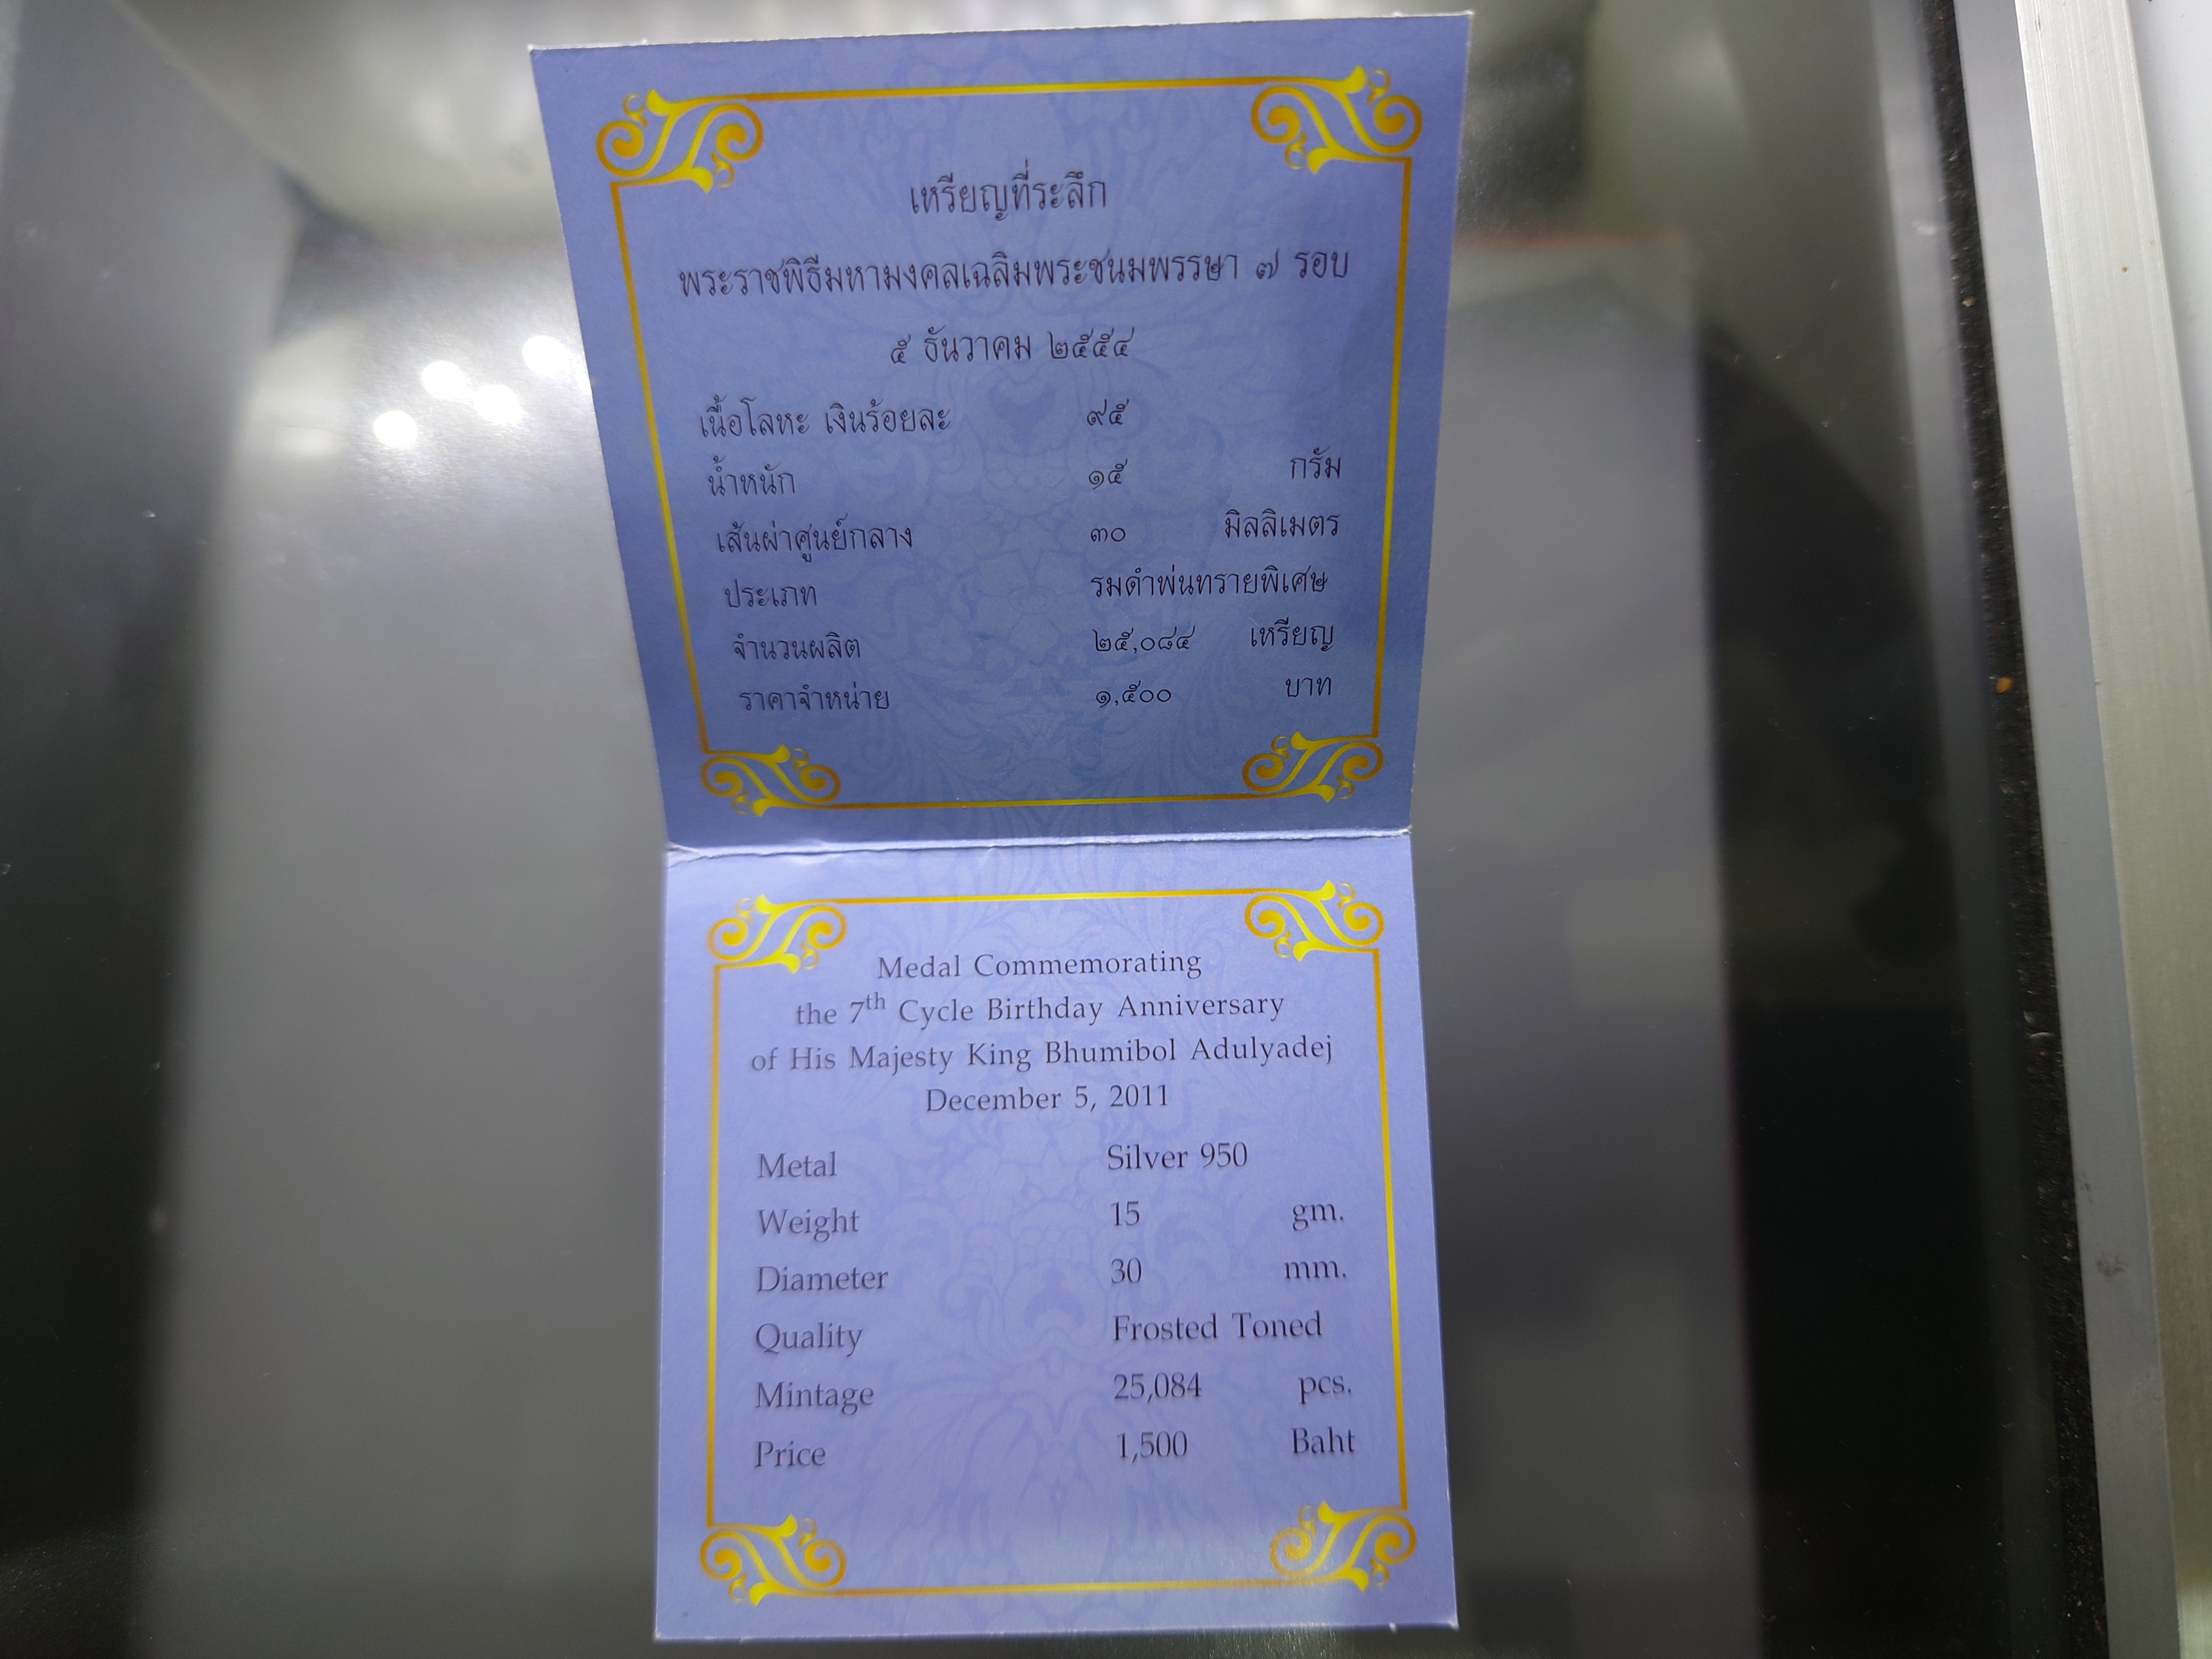 เหรียญที่ระลึก
พระราชพิธีมหามงคลเฉลิมพระชนมพรรษา ๗ รอบ
๕ ธันวาคม ๒๕๕๔
เนื้อโลหะ เงินร้อยละ ๙๕
น้ำหนัก ๑๕ กรัม
เส้นผ่าศูนย์กลาง ๓๐ มิลลิเมตร
ประเภท รมดำพ่นทรายพิเศษ
จำนวนผลิต ๒๕,๐๘๔ เหรียญ
ราคาจำหน่าย ๑,๕๐๐ บาท
Medal Commemorating
the 7th Cycle Birthday Anniversary
of His Majesty King Bhumibol Adulyadej
December 5, 2011
Metal Silver 950
Weight 15 gm.
Diameter 30 mm.
Quality Frosted Toned
Mintage 25,084 pcs.
Price 1,500 Baht